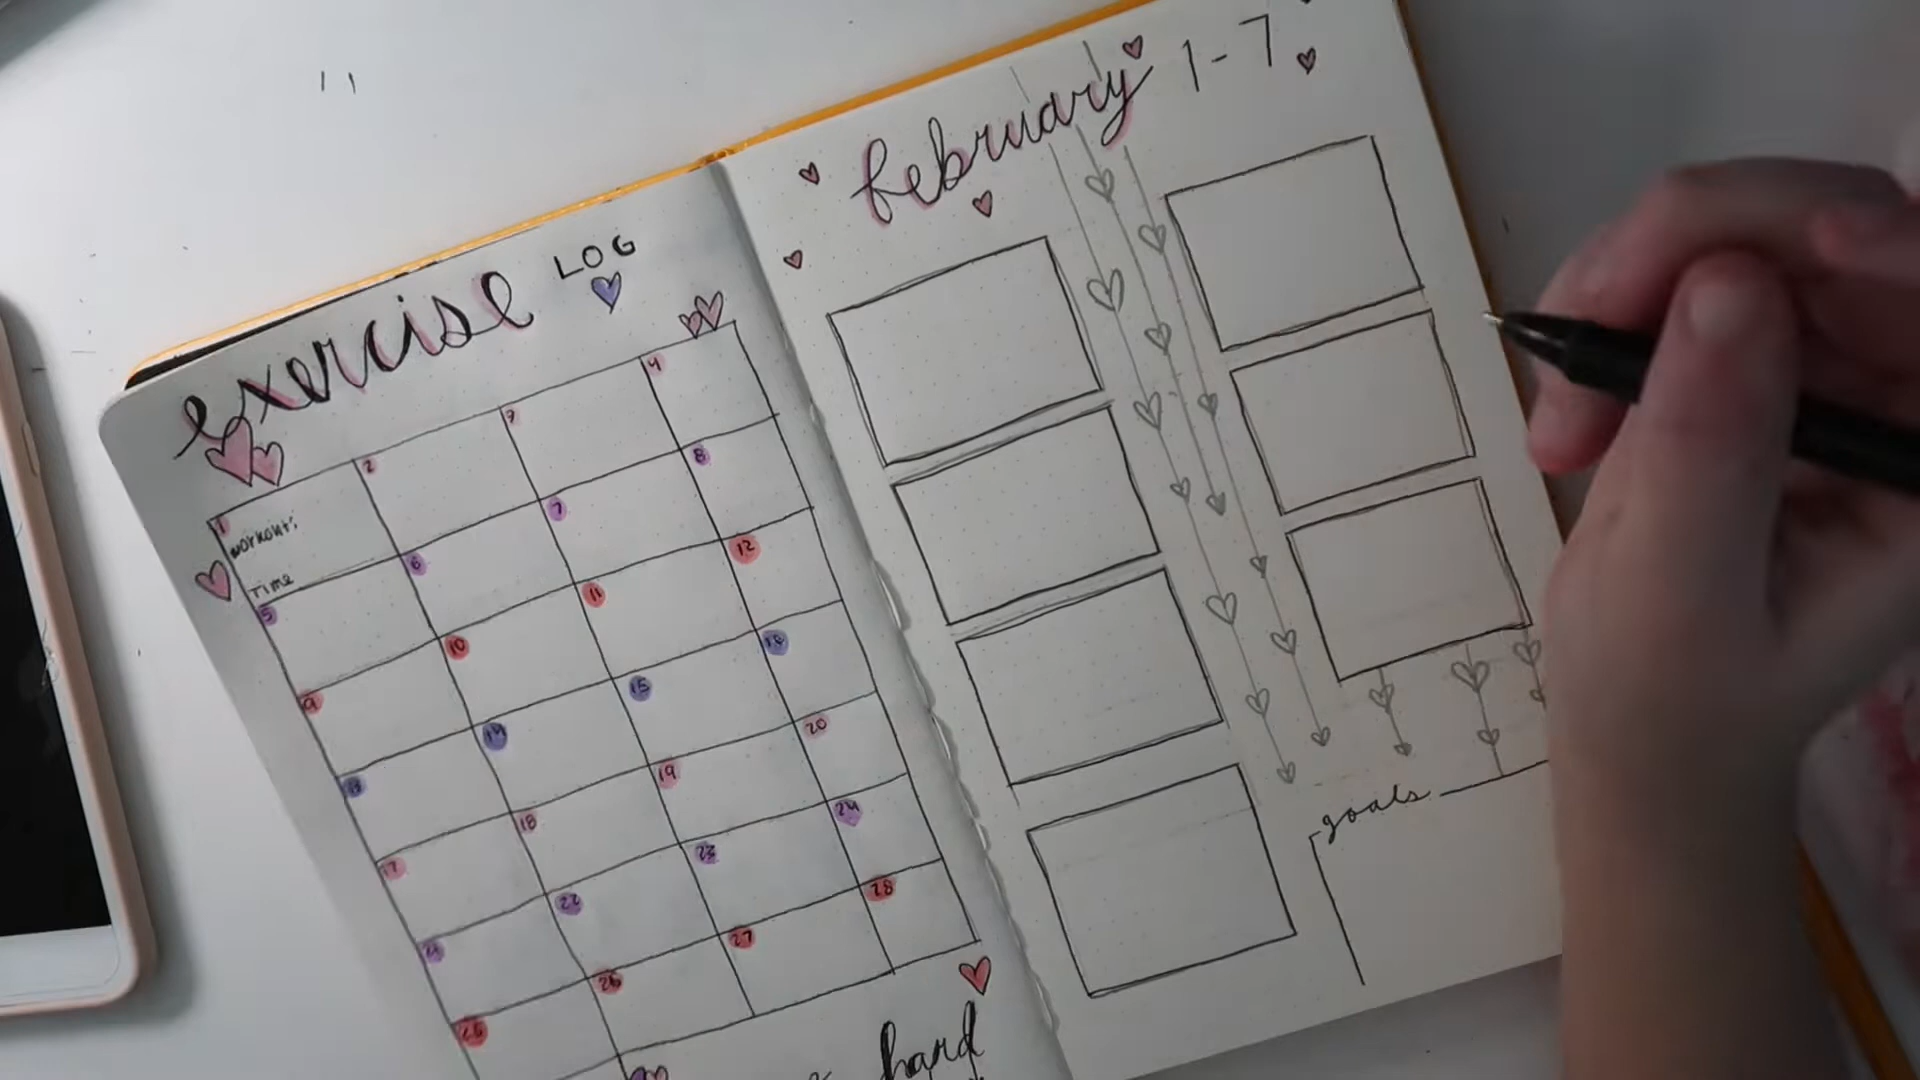 exercise LOG
1 2 3 4
workout:
Time
5 6 7 8
9 10 11 12
13 14 15 16
17 18 19 20
21 22 23 24
25 26 27 28
hard
february 1-7
goals